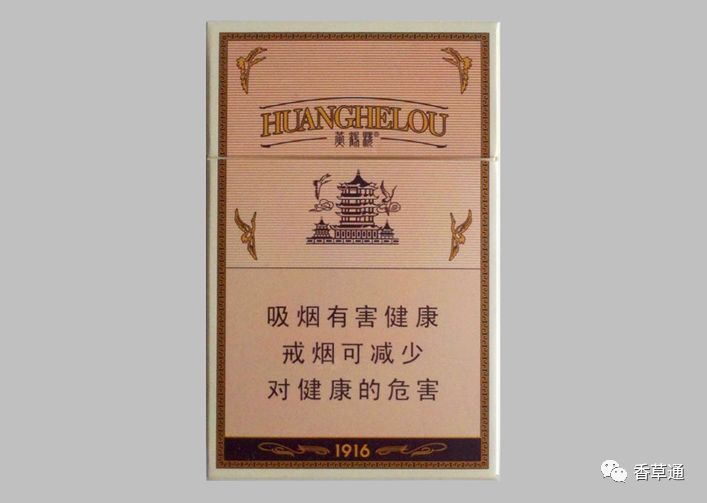 HUANGHELOU
黄鹤楼®
吸烟有害健康
戒烟可减少
对健康的危害
1916
香草通